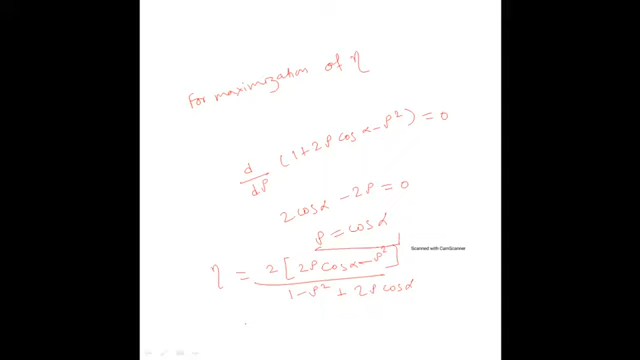 For maximization of η
d/dρ (1 + 2ρ cos α − ρ²) = 0
2 cos α − 2ρ = 0
ρ = cos α
Scanned with CamScanner
η = 2 [ 2ρ cos α − ρ² ] / 1 − ρ² + 2ρ cos α